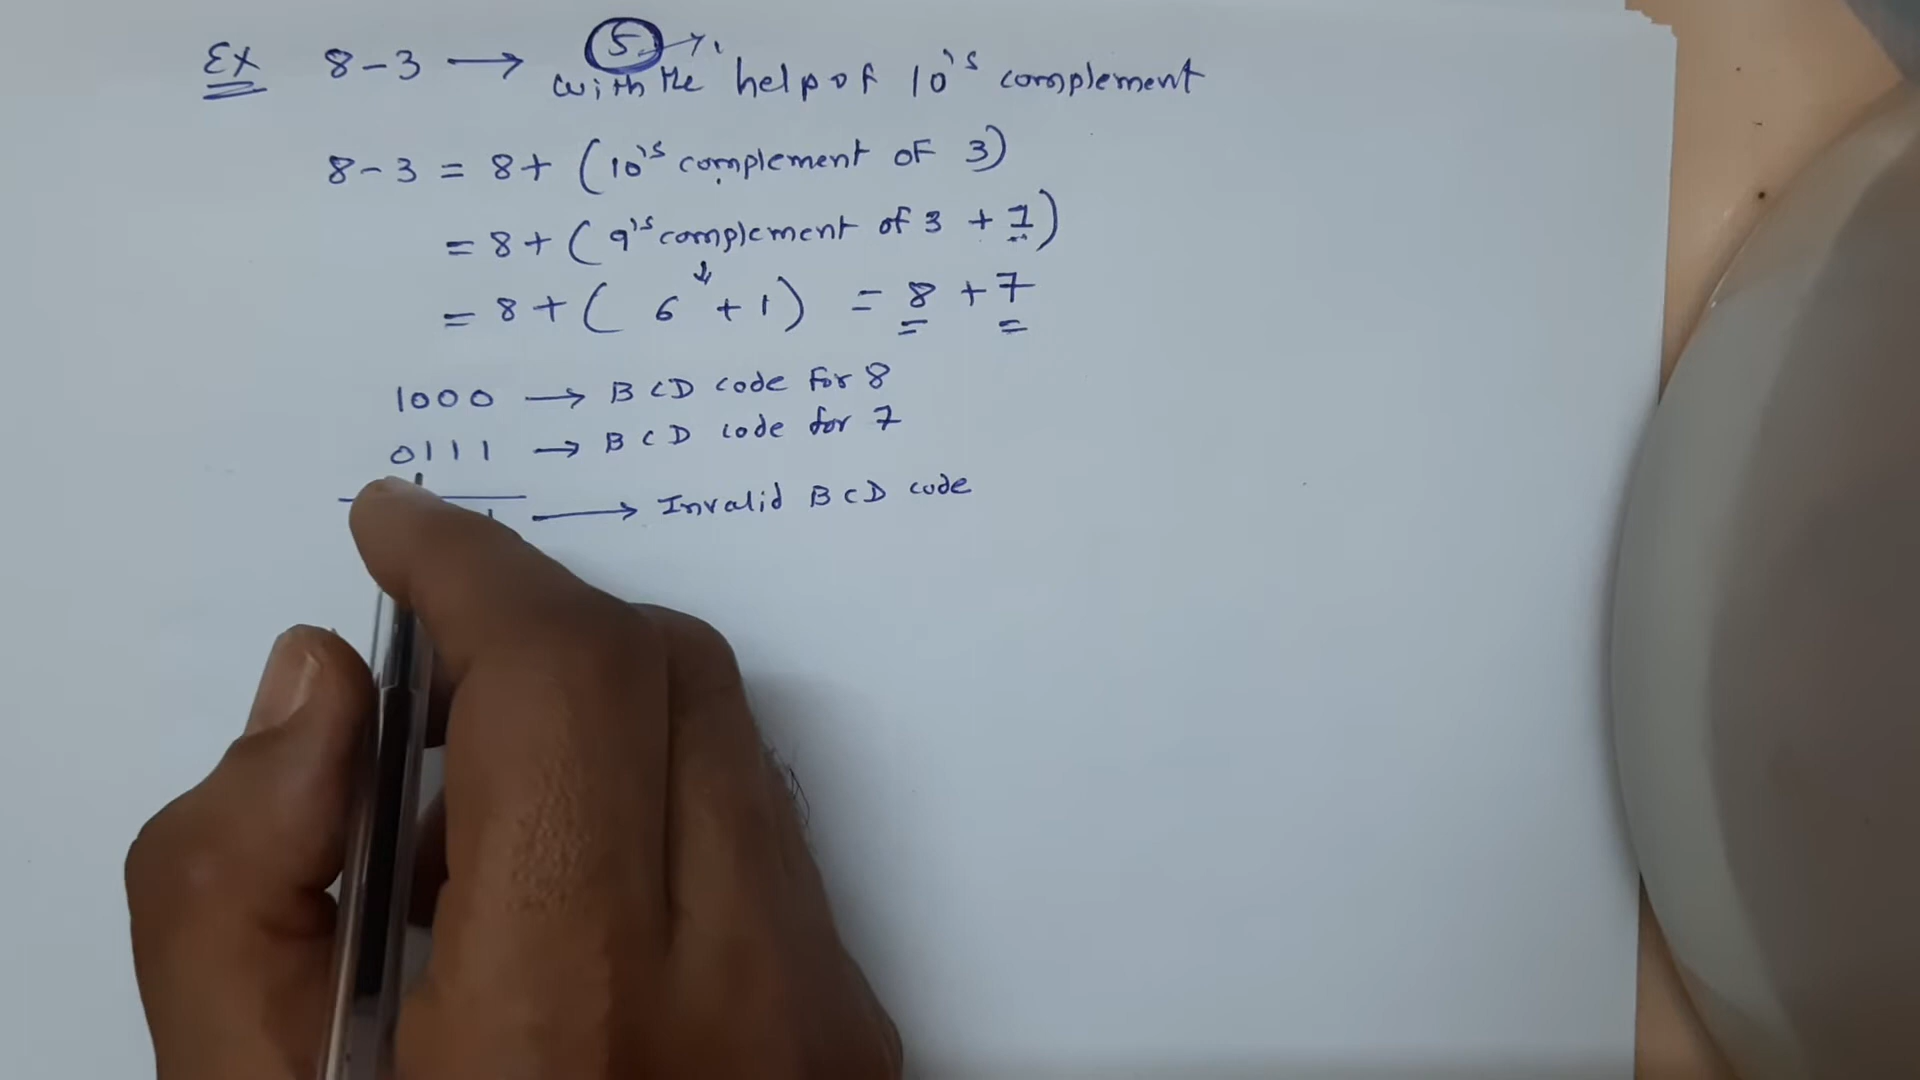 Ex 8-3 → 5 →
with the help of 10's complement
8-3 = 8+ (10's complement of 3)
= 8+ (9's complement of 3 + 1)
= 8+ ( 6 + 1) = 8 + 7
1000 → BCD code for 8
0111 → BCD code for 7
→ Invalid BCD code